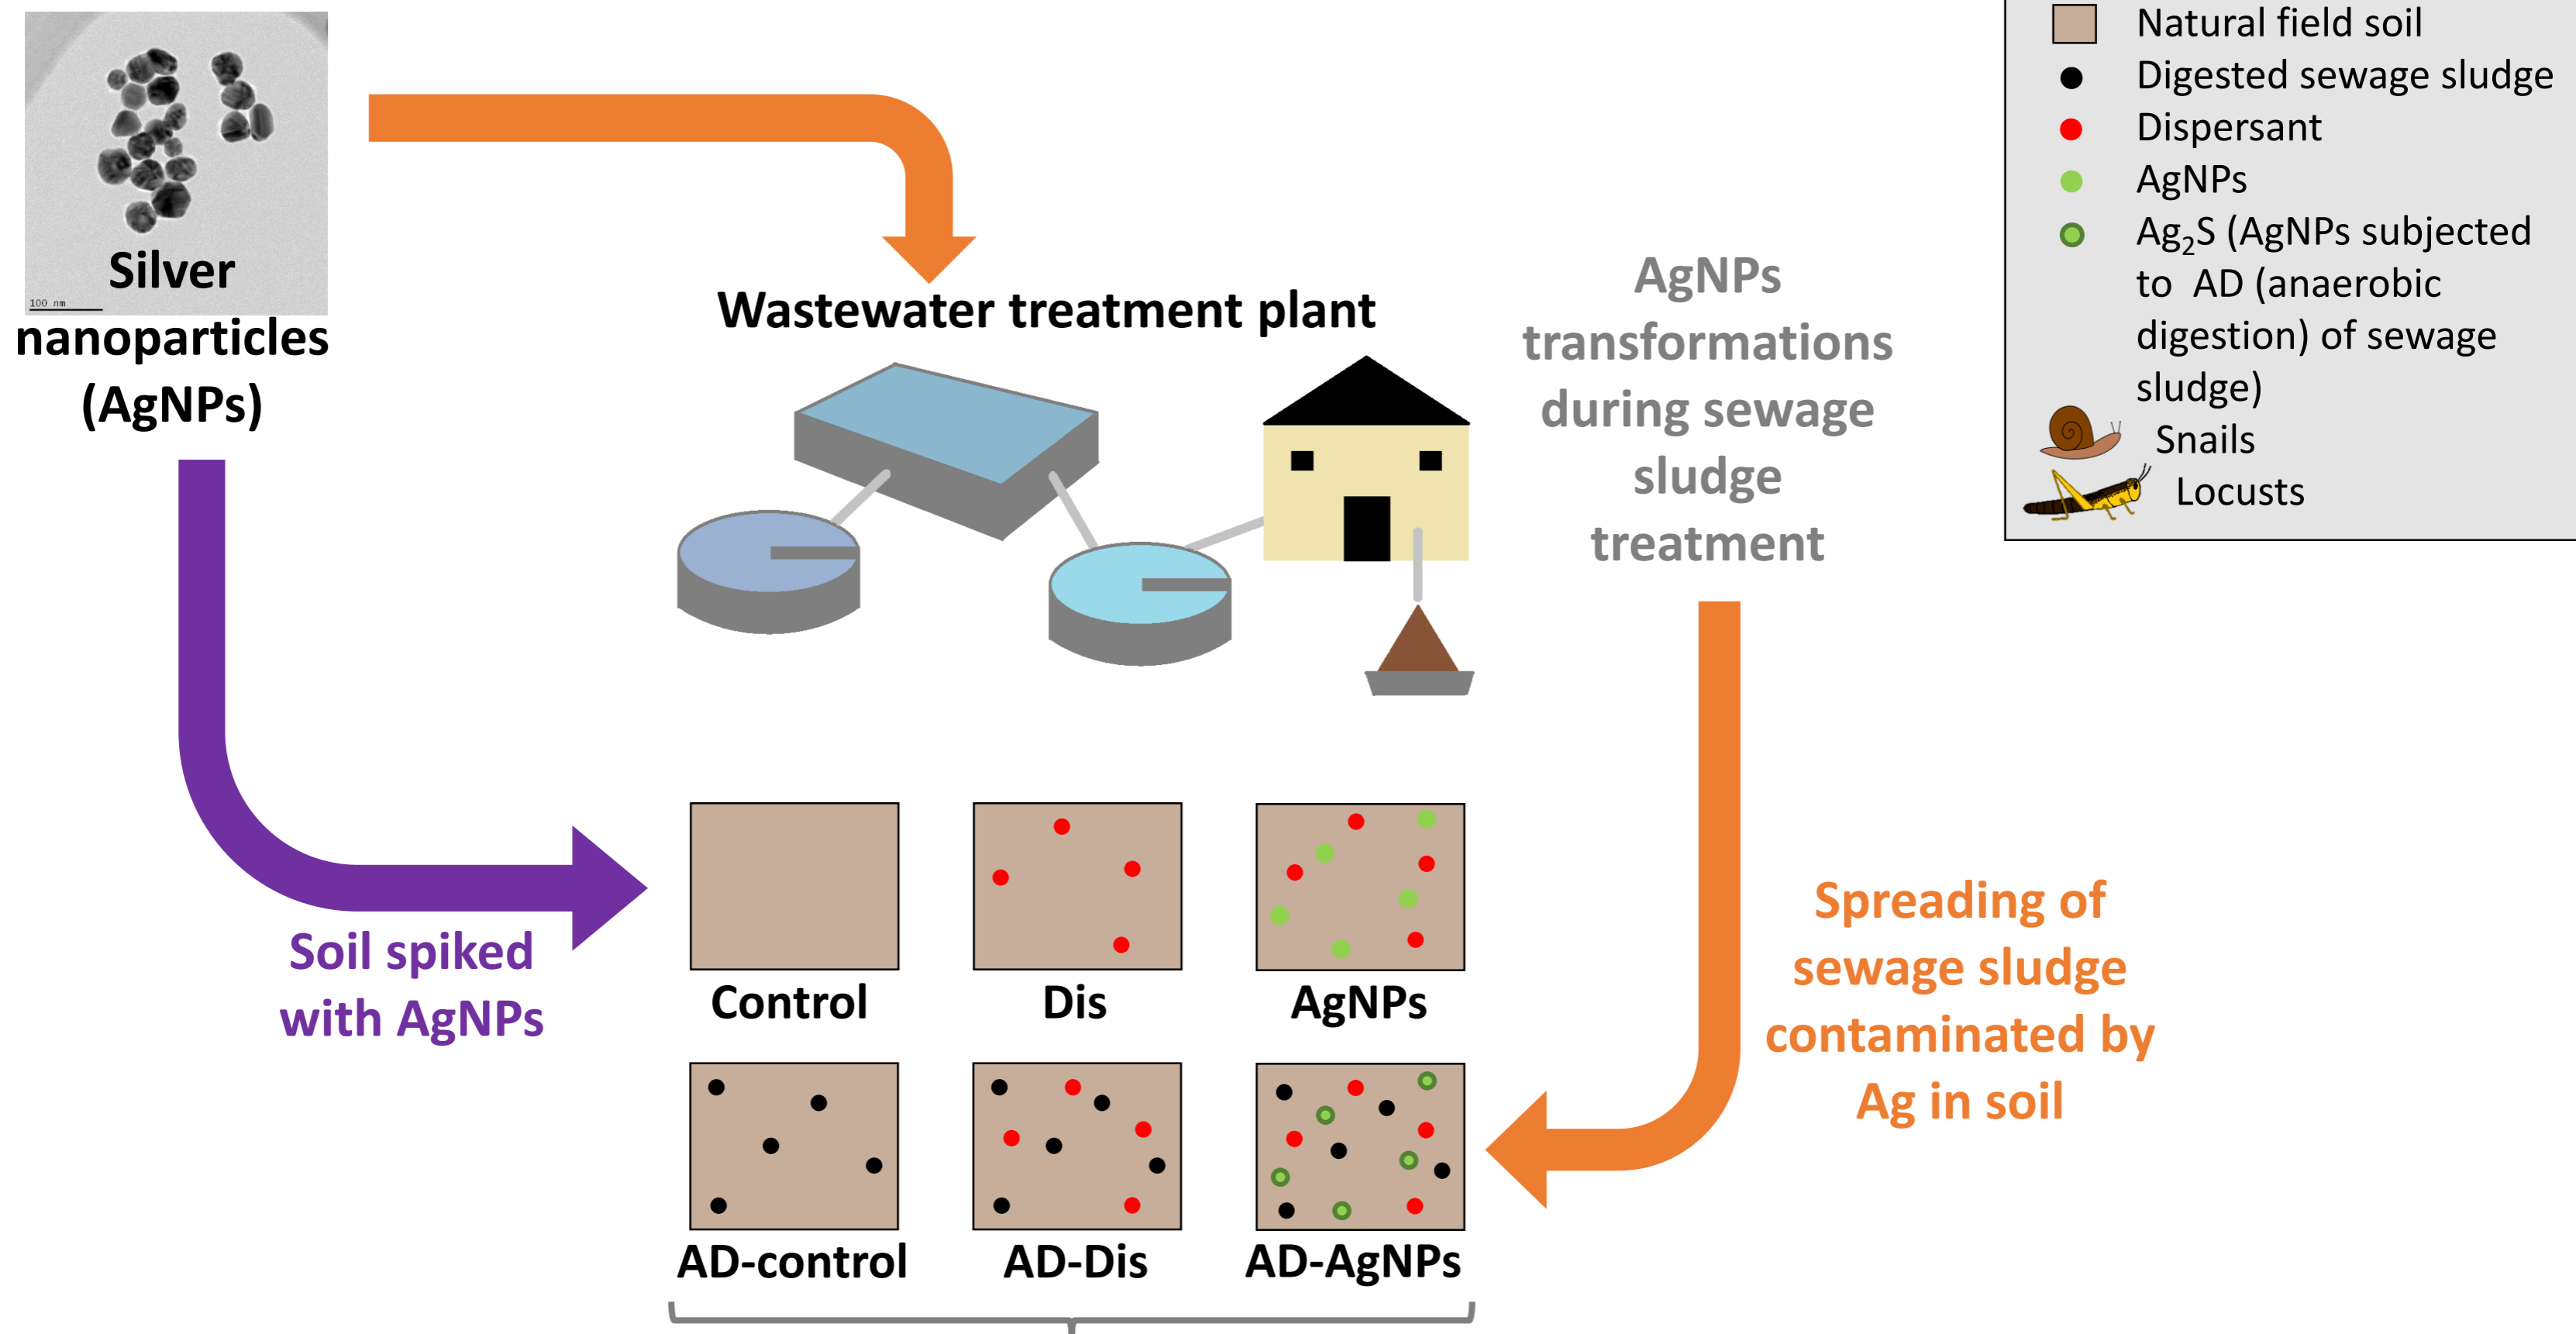 100 nm
Silver
nanoparticles
(AgNPs)
Wastewater treatment plant
AgNPs
transformations
during sewage
sludge
treatment
Natural field soil
Digested sewage sludge
Dispersant
AgNPs
Ag₂S (AgNPs subjected
to AD (anaerobic
digestion) of sewage
sludge)
Snails
Locusts
Soil spiked
with AgNPs
Control
Dis
AgNPs
AD-control
AD-Dis
AD-AgNPs
Spreading of
sewage sludge
contaminated by
Ag in soil